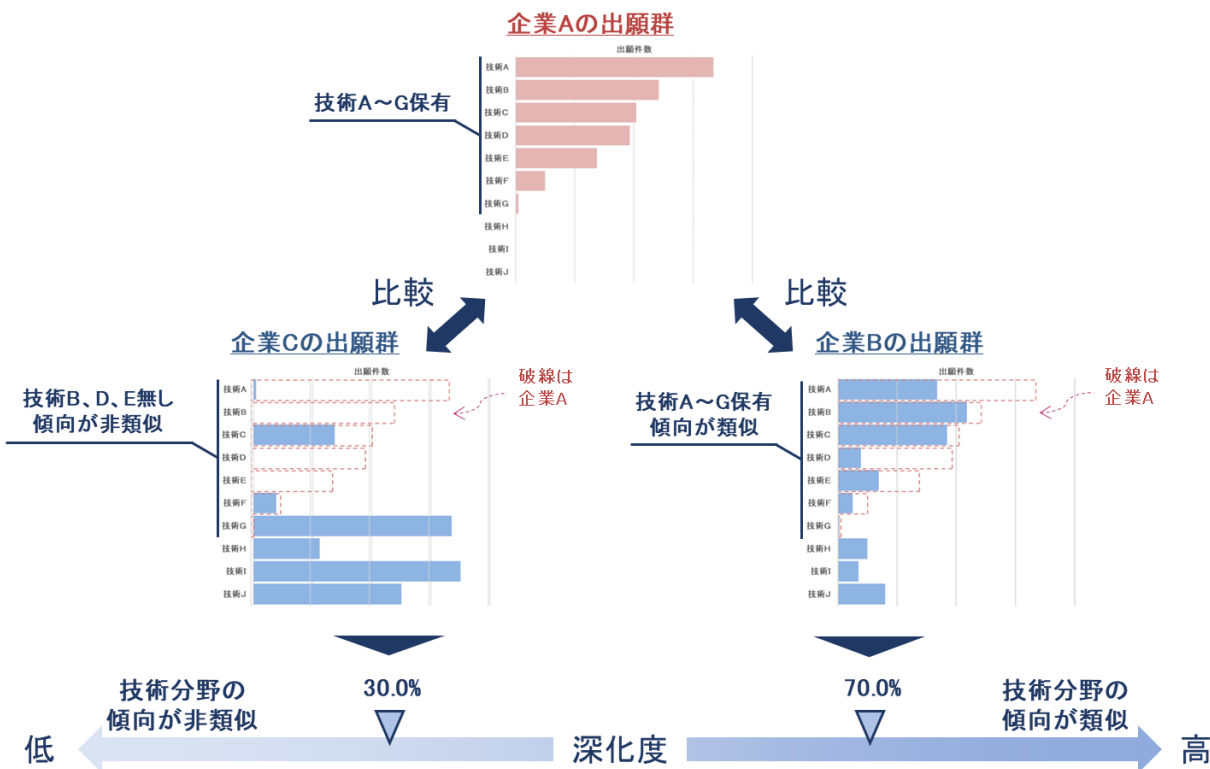 企業Aの出願群
出願件数
技術A
技術B
技術C
技術D
技術E
技術F
技術G
技術H
技術I
技術J
技術A～G保有
比較
比較
企業Cの出願群
出願件数
技術A
技術B
技術C
技術D
技術E
技術F
技術G
技術H
技術I
技術J
技術B、D、E無し
傾向が非類似
破線は
企業A
企業Bの出願群
出願件数
技術A
技術B
技術C
技術D
技術E
技術F
技術G
技術H
技術I
技術J
技術A～G保有
傾向が類似
破線は
企業A
技術分野の
傾向が非類似
30.0%
70.0%
技術分野の
傾向が類似
低
深化度
高